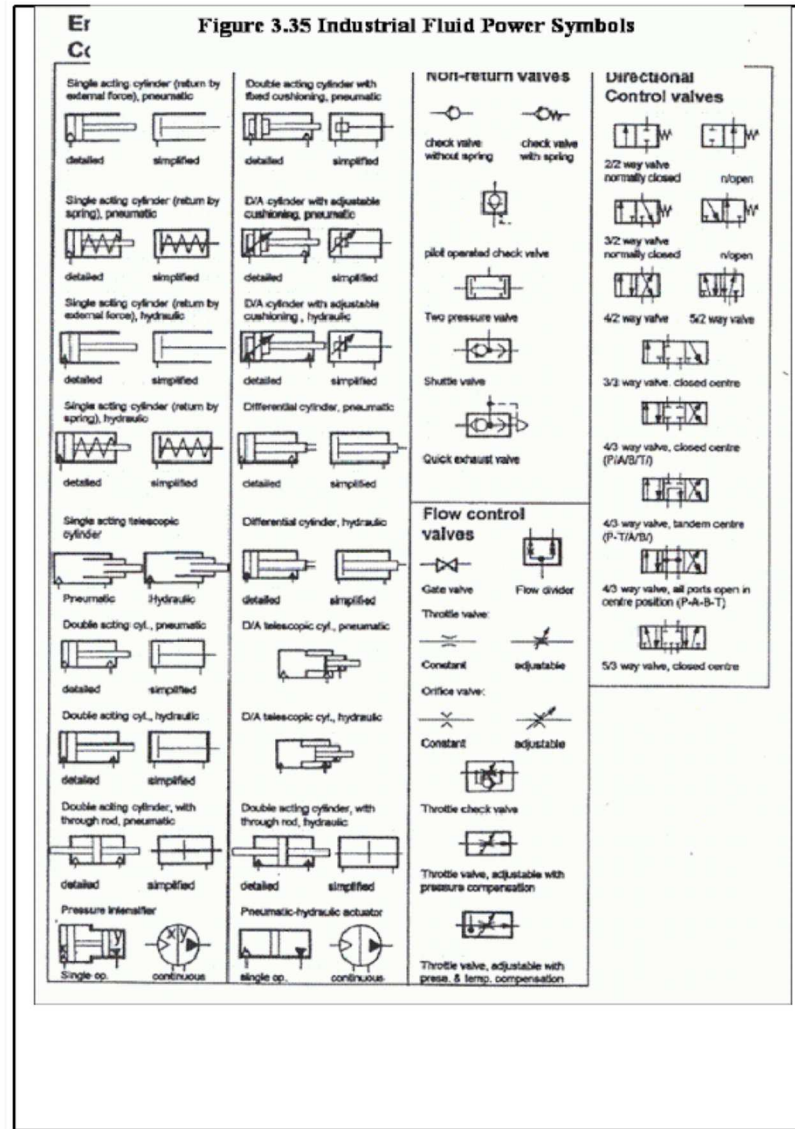 Figure 3.35 Industrial Fluid Power Symbols
Er
Co
Single acting cylinder (return by
external force), pneumatic
detailed simplified
Single acting cylinder (return by
spring), pneumatic
detailed simplified
Single acting cylinder (return by
external force), hydraulic
detailed simplified
Single acting cylinder (return by
spring), hydraulic
detailed simplified
Single acting telescopic
cylinder
Pneumatic Hydraulic
Double acting cyl., pneumatic
detailed simplified
Double acting cyl., hydraulic
detailed simplified
Double acting cylinder, with
through rod, pneumatic
detailed simplified
Pressure intensifier
x y x y
Single op. continuous
Double acting cylinder with
fixed cushioning, pneumatic
detailed simplified
D/A cylinder with adjustable
cushioning, pneumatic
detailed simplified
D/A cylinder with adjustable
cushioning , hydraulic
detailed simplified
Differential cylinder, pneumatic
detailed simplified
Differential cylinder, hydraulic
detailed simplified
D/A telescopic cyl., pneumatic
D/A telescopic cyl., hydraulic
Double acting cylinder, with
through rod, hydraulic
detailed simplified
Pneumatic-hydraulic actuator
single op. continuous
Non-return valves
check valve check valve
without spring with spring
pilot operated check valve
Two pressure valve
Shuttle valve
Quick exhaust valve
Flow control
valves
Gate valve Flow divider
Throttle valve:
Constant adjustable
Orifice valve:
Constant adjustable
Throttle check valve
Throttle valve, adjustable with
pressure compensation
Throttle valve, adjustable with
press. & temp. compensation
Directional
Control valves
2/2 way valve
normally closed n/open
3/2 way valve
normally closed n/open
4/2 way valve 5/2 way valve
3/3 way valve. closed centre
4/3 way valve, closed centre
(P/A/B/T/)
4/3 way valve, tandem centre
(P-T/A/B/)
4/3 way valve, all ports open in
centre position (P-A-B-T)
5/3 way valve, closed centre